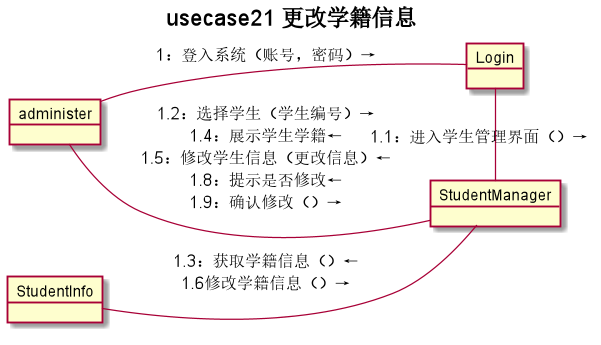 usecase21 更改学籍信息
1：登入系统（账号，密码）→
Login
administer
1.2：选择学生（学生编号）→
1.4：展示学生学籍←
1.1：进入学生管理界面（）→
1.5：修改学生信息（更改信息）←
1.8：提示是否修改←
1.9：确认修改（）→
StudentManager
1.3：获取学籍信息（）←
1.6修改学籍信息（）→
StudentInfo